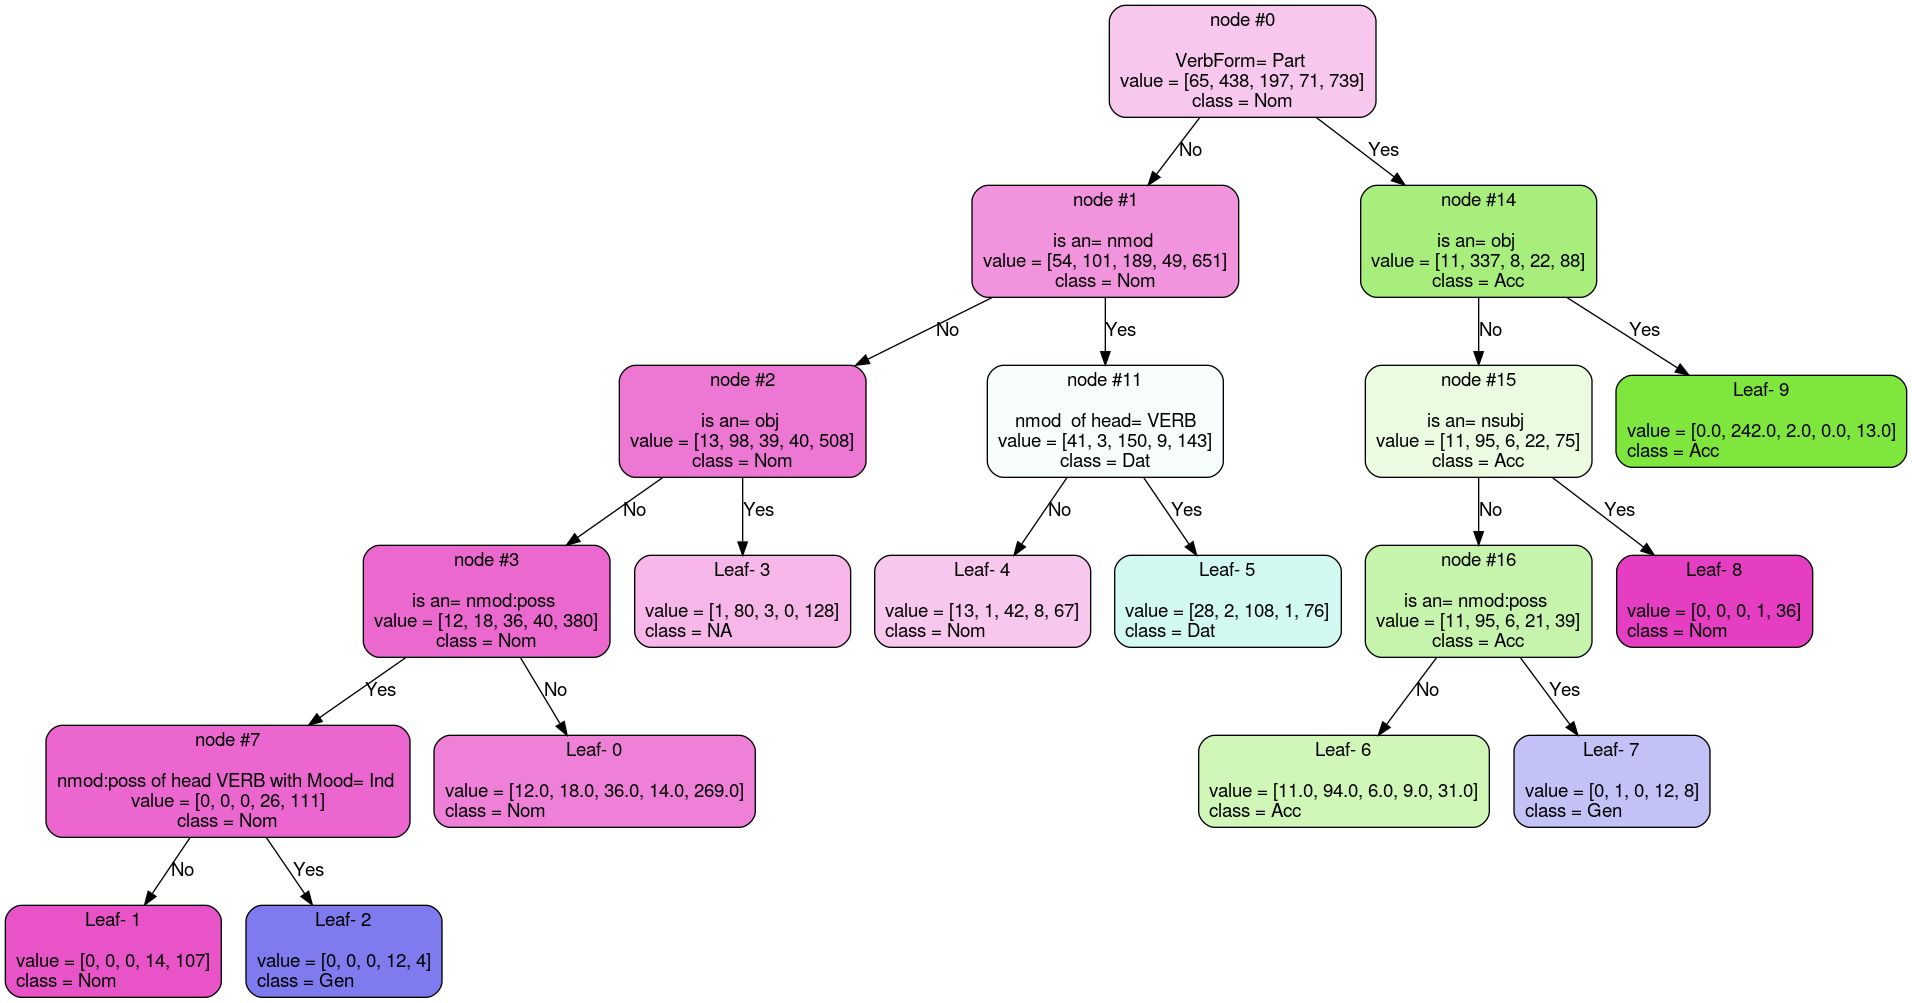 node #0
VerbForm= Part
value = [65, 438, 197, 71, 739]
class = Nom
No
Yes
node #1
is an= nmod
value = [54, 101, 189, 49, 651]
class = Nom
node #14
is an= obj
value = [11, 337, 8, 22, 88]
class = Acc
No
Yes
No
Yes
node #2
is an= obj
value = [13, 98, 39, 40, 508]
class = Nom
node #11
nmod  of head= VERB
value = [41, 3, 150, 9, 143]
class = Dat
node #15
is an= nsubj
value = [11, 95, 6, 22, 75]
class = Acc
Leaf- 9
value = [0.0, 242.0, 2.0, 0.0, 13.0]
class = Acc
No
Yes
No
Yes
No
Yes
node #3
is an= nmod:poss
value = [12, 18, 36, 40, 380]
class = Nom
Leaf- 3
value = [1, 80, 3, 0, 128]
class = NA
Leaf- 4
value = [13, 1, 42, 8, 67]
class = Nom
Leaf- 5
value = [28, 2, 108, 1, 76]
class = Dat
node #16
is an= nmod:poss
value = [11, 95, 6, 21, 39]
class = Acc
Leaf- 8
value = [0, 0, 0, 1, 36]
class = Nom
Yes
No
No
Yes
node #7
nmod:poss of head VERB with Mood= Ind
value = [0, 0, 0, 26, 111]
class = Nom
Leaf- 0
value = [12.0, 18.0, 36.0, 14.0, 269.0]
class = Nom
Leaf- 6
value = [11.0, 94.0, 6.0, 9.0, 31.0]
class = Acc
Leaf- 7
value = [0, 1, 0, 12, 8]
class = Gen
No
Yes
Leaf- 1
value = [0, 0, 0, 14, 107]
class = Nom
Leaf- 2
value = [0, 0, 0, 12, 4]
class = Gen